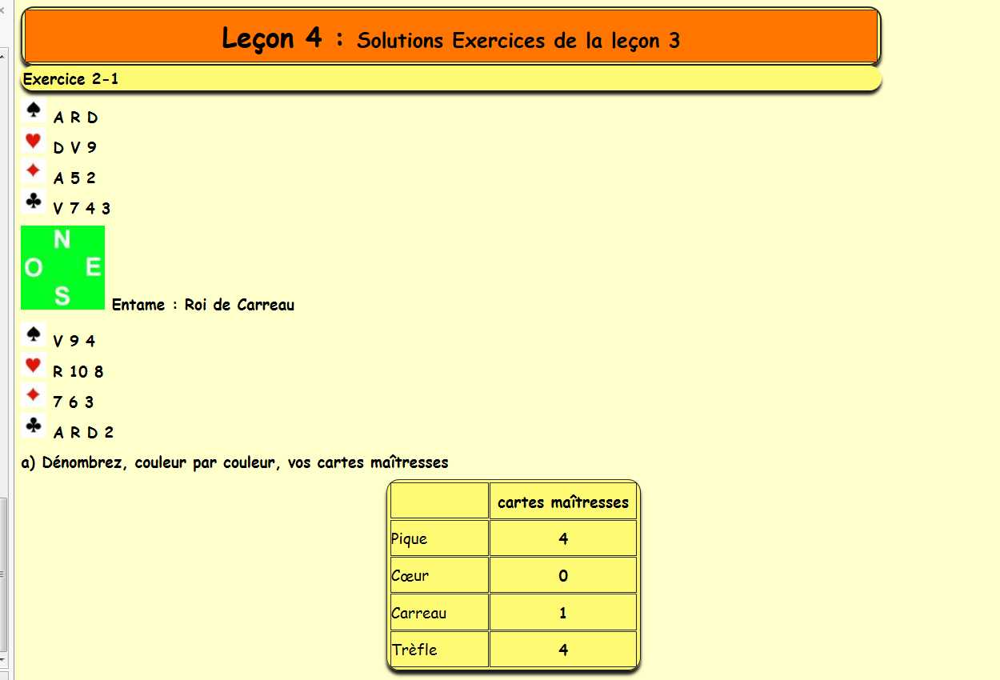 Leçon 4 : Solutions Exercices de la leçon 3
Exercice 2-1
♠ A R D
♥ D V 9
♦ A 5 2
♣ V 7 4 3
N
O E
S
Entame : Roi de Carreau
♠ V 9 4
♥ R 10 8
♦ 7 6 3
♣ A R D 2
a) Dénombrez, couleur par couleur, vos cartes maîtresses
cartes maîtresses
Pique 4
Cœur 0
Carreau 1
Trèfle 4